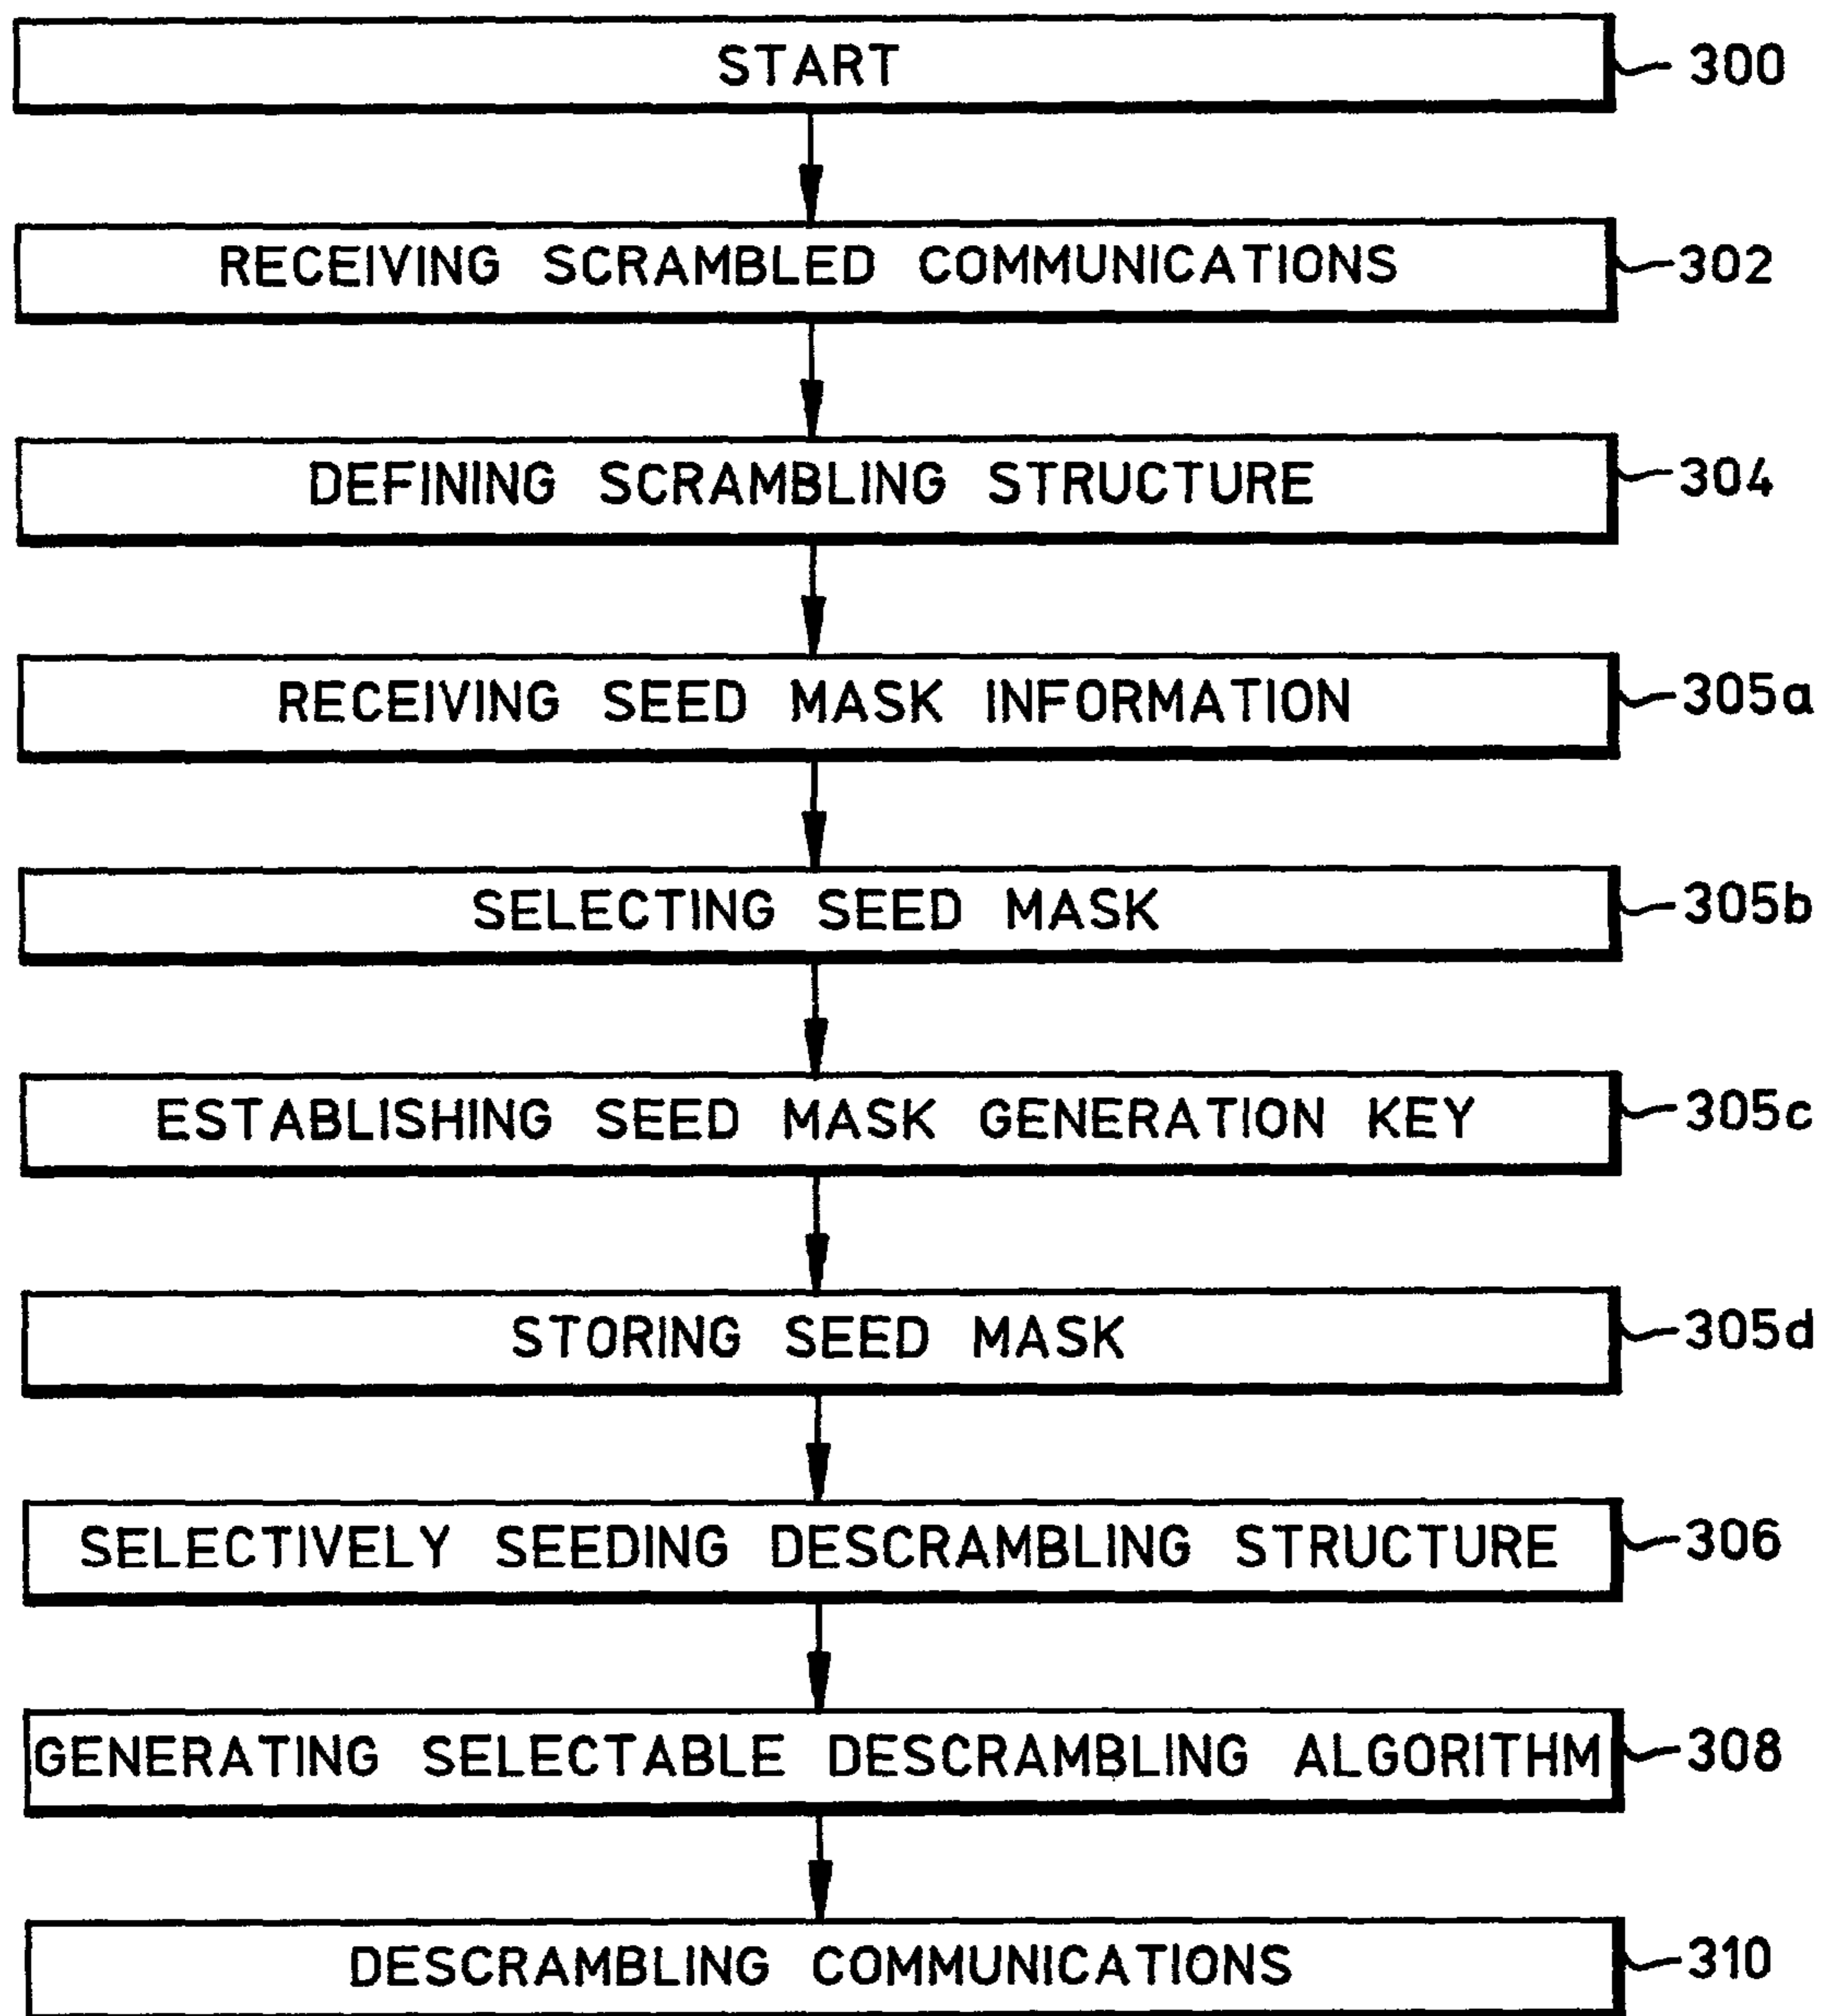 START 300
RECEIVING SCRAMBLED COMMUNICATIONS 302
DEFINING SCRAMBLING STRUCTURE 304
RECEIVING SEED MASK INFORMATION 305a
SELECTING SEED MASK 305b
ESTABLISHING SEED MASK GENERATION KEY 305c
STORING SEED MASK 305d
SELECTIVELY SEEDING DESCRAMBLING STRUCTURE 306
GENERATING SELECTABLE DESCRAMBLING ALGORITHM 308
DESCRAMBLING COMMUNICATIONS 310